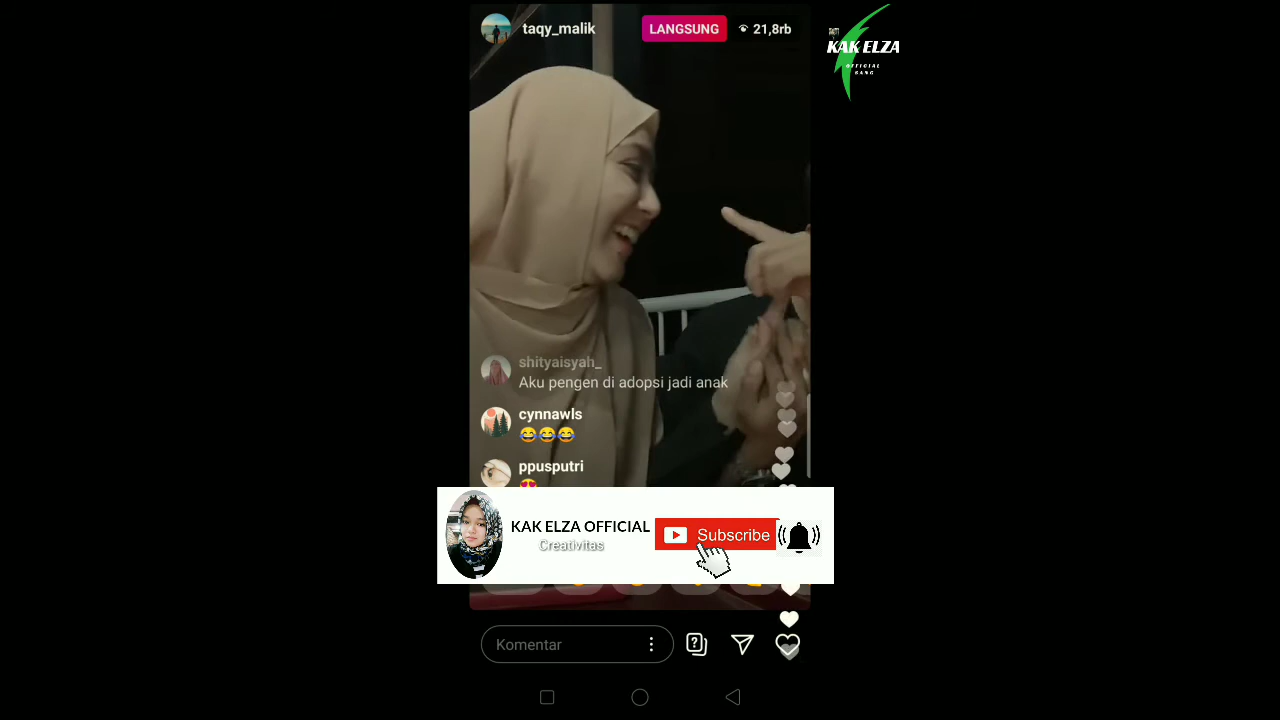 taqy_malik
LANGSUNG
21,8rb
KAK ELZA
OFFICIAL
BANG
shityaisyah_
Aku pengen di adopsi jadi anak
cynnawls
ppusputri
KAK ELZA OFFICIAL
Creativitas
Subscribe
Komentar